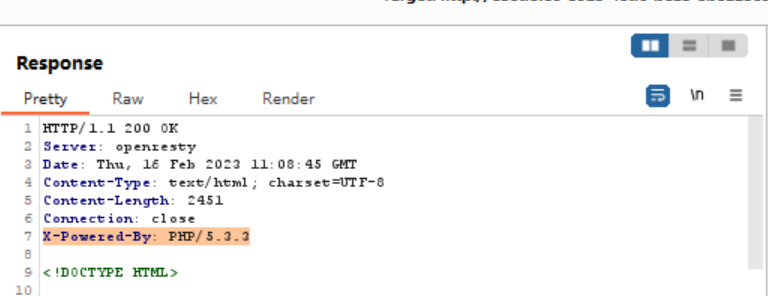 Response
Pretty Raw Hex Render \n
1 HTTP/1.1 200 OK
2 Server: openresty
3 Date: Thu, 16 Feb 2023 11:08:45 GMT
4 Content-Type: text/html; charset=UTF-8
5 Content-Length: 2451
6 Connection: close
7 X-Powered-By: PHP/5.3.3
8
9 <!DOCTYPE HTML>
10